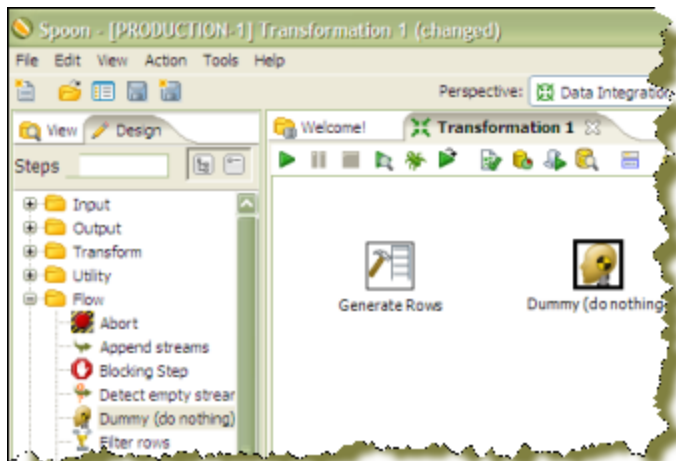 Spoon - [PRODUCTION-1] Transformation 1 (changed)
File Edit View Action Tools Help
Perspective: Data Integration
View Design
Welcome! Transformation 1
Steps
Input
Output
Transform
Utility
Flow
Abort
Append streams
Blocking Step
Detect empty strear
Dummy (do nothing)
Filter rows
Generate Rows
Dummy (do nothing